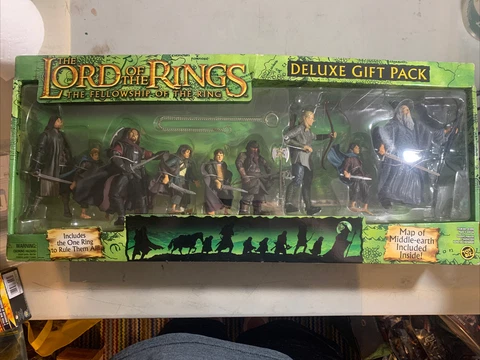 THE
LORD OF THE RINGS
THE FELLOWSHIP OF THE RING
DELUXE GIFT PACK
Includes
the One Ring
to Rule Them All
Map of
Middle-earth
Included
Inside!
WARNING